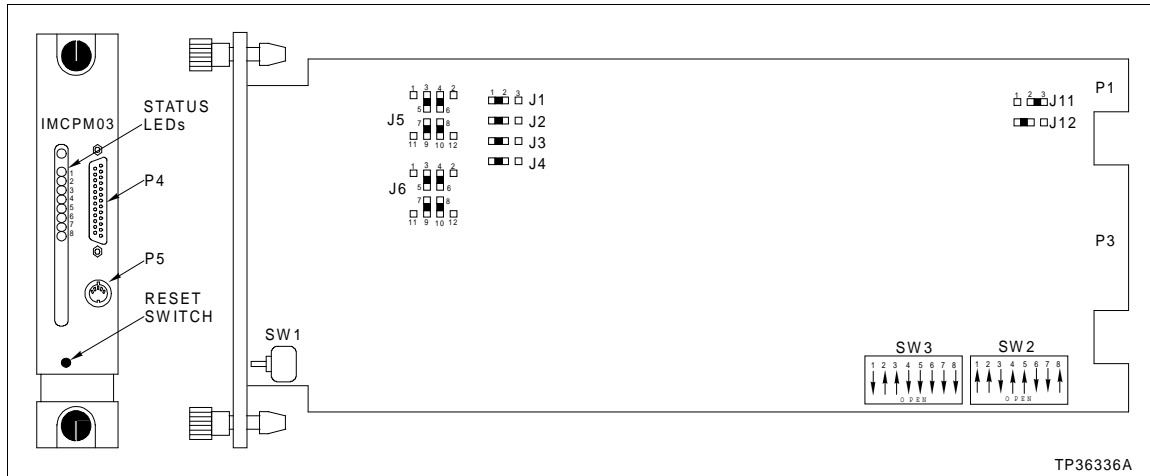 STATUS
LEDs
IMCPM03
1
2
3
4
5
6
7
8
P4
P5
RESET
SWITCH
SW1
1 3 4 2
5 6
J5
7 8
11 9 10 12
1 3 4 2
5 6
J6
7 8
11 9 10 12
1 2 3
J1
J2
J3
J4
1 2 3
J11
J12
P1
P3
SW3
1 2 3 4 5 6 7 8
OPEN
SW2
1 2 3 4 5 6 7 8
OPEN
TP36336A